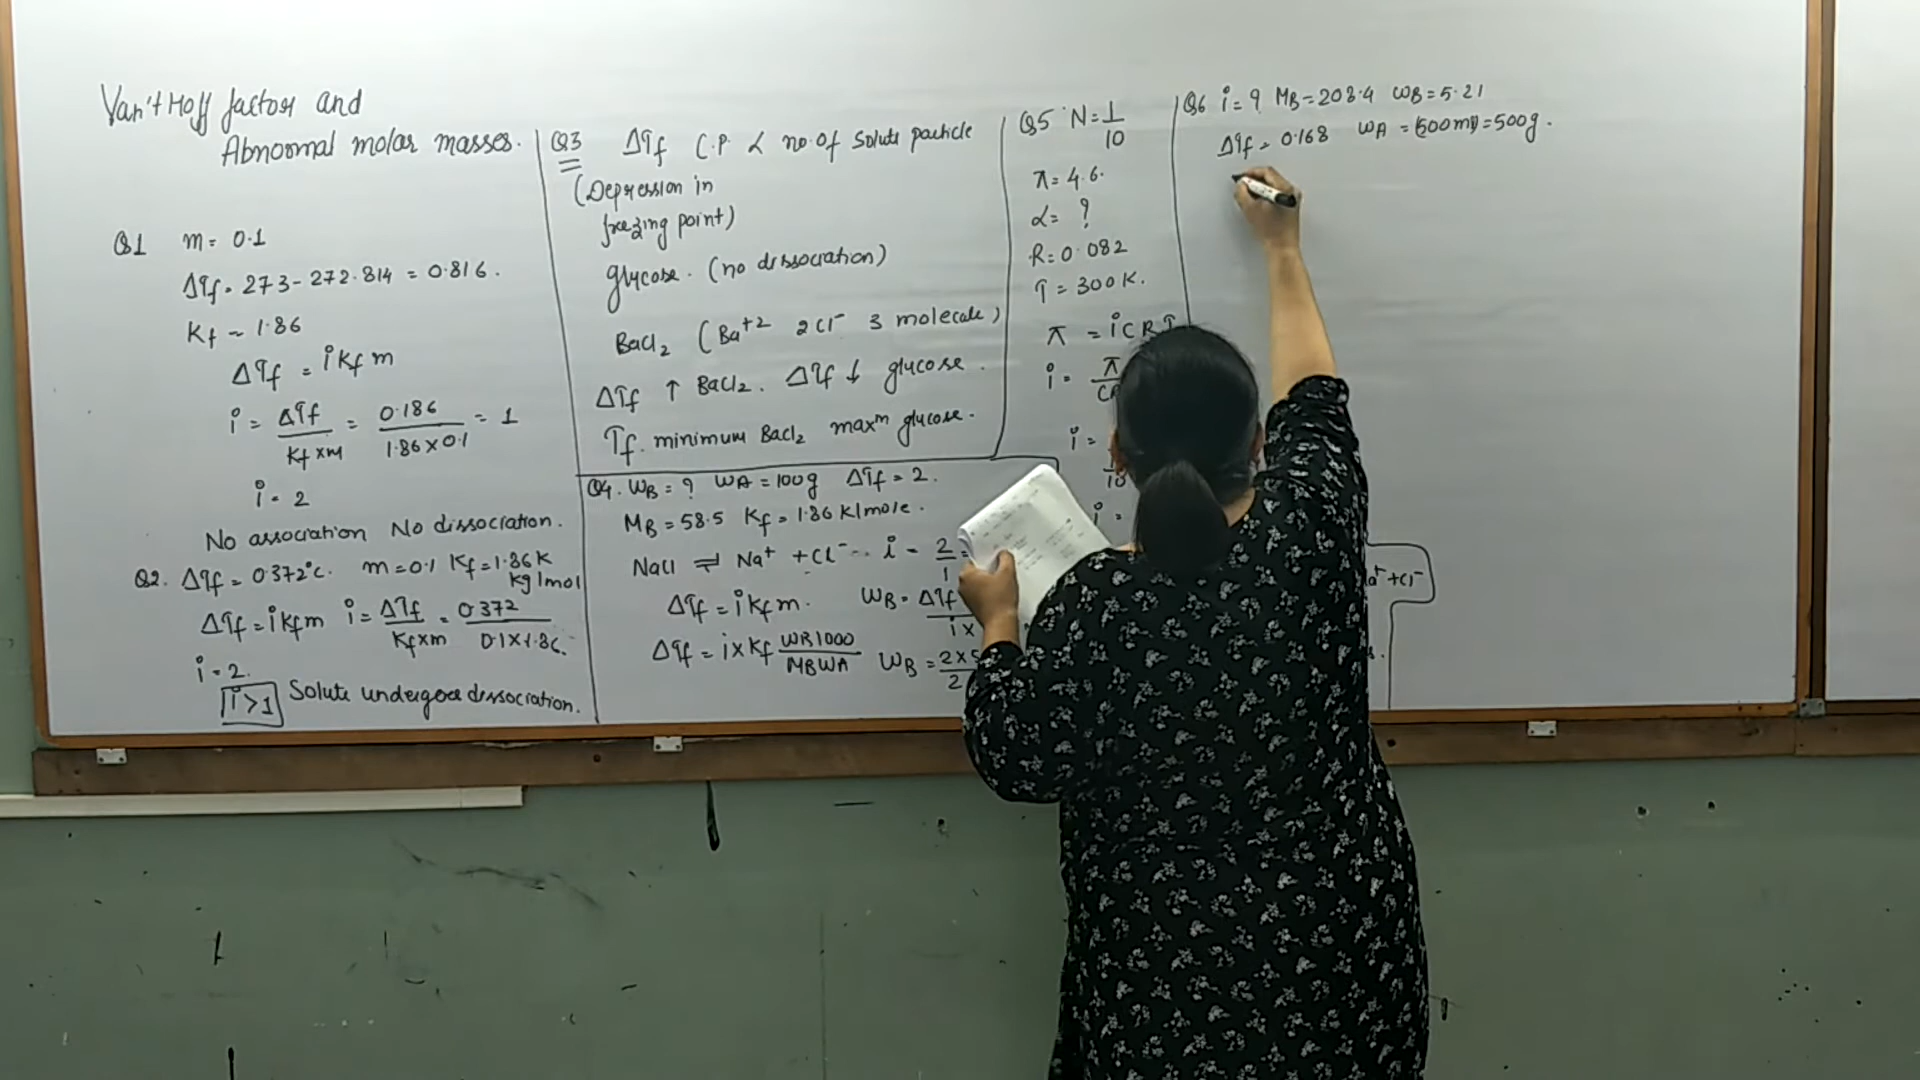 Van't Hoff factor and
Abnormal molar masses.
Q1 m = 0.1
ΔTf = 273 - 272.814 = 0.816.
Kf = 1.86
ΔTf = i Kf m
i = ΔTf / Kf × m = 0.186 / 1.86 × 0.1 = 1
i = 2
No association No dissociation.
Q2. ΔTf = 0.372°C. m = 0.1 Kf = 1.86 K
kg/mol
ΔTf = i Kf m i = ΔTf / Kf × m = 0.372 / 0.1 × 1.86.
i = 2.
i > 1 Solute undergoes dissociation.
Q3 ΔTf C.P. α no. of solute particle
(Depression in
freezing point)
glycose. (no dissociation)
BaCl2 (Ba+2 2Cl- 3 molecule)
ΔTf ↑ BaCl2. ΔTf ↓ glucose.
Tf. minimum BaCl2 maxm glucose.
Q4. WB = ? WA = 100g ΔTf = 2.
MB = 58.5 Kf = 1.86 K/mole.
NaCl ⇌ Na+ + Cl- i = 2/1 =
ΔTf = i Kf m. WB = ΔTf / i ×
ΔTf = i × Kf WB 1000 / MB WA WB = 2 × 5 / 2
Q5 N = 1/10
π = 4.6.
α = ?
R = 0.082
T = 300 K.
π = i C R T
i = π / CR
i =
10
i =
+ Cl-
Q6 i = ? MB = 208.4 WB = 5.21
ΔTf = 0.168 WA = (500 ml) = 500g.